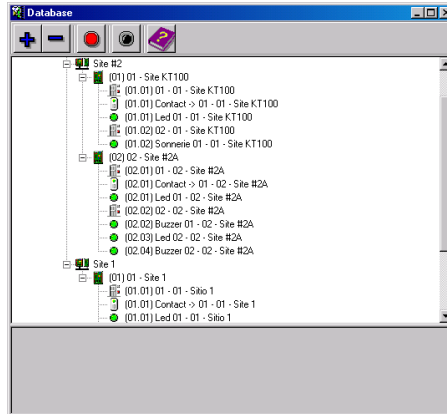 Database
Site #2
(01) 01 - Site KT100
(01.01) 01 - 01 - Site KT100
(01.01) Contact -> 01 - 01 - Site KT100
(01.01) Led 01 - 01 - Site KT100
(01.02) 02 - 01 - Site KT100
(01.02) Sonnerie 01 - 01 - Site KT100
(02) 02 - Site #2A
(02.01) 01 - 02 - Site #2A
(02.01) Contact -> 01 - 02 - Site #2A
(02.01) Led 01 - 02 - Site #2A
(02.02) 02 - 02 - Site #2A
(02.02) Buzzer 01 - 02 - Site #2A
(02.03) Led 02 - 02 - Site #2A
(02.04) Buzzer 02 - 02 - Site #2A
Site 1
(01) 01 - Site 1
(01.01) 01 - 01 - Sitio 1
(01.01) Contact -> 01 - 01 - Site 1
(01.01) Led 01 - 01 - Sitio 1